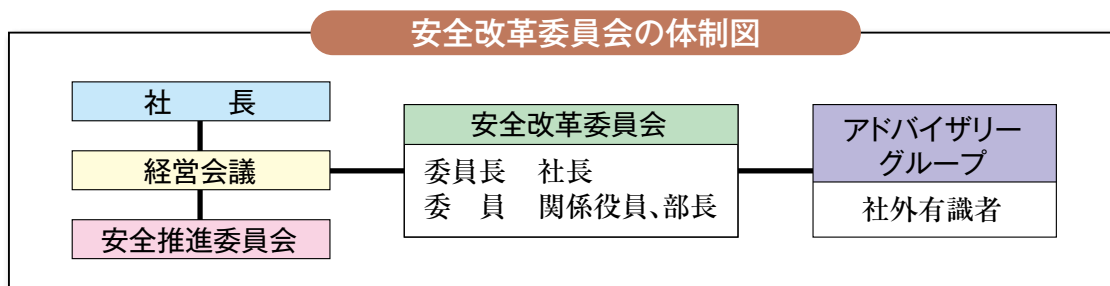 安全改革委員会の体制図
社　　長
経営会議
安全推進委員会
安全改革委員会
委員長　社長
委　員　関係役員、部長
アドバイザリー
グループ
社外有識者